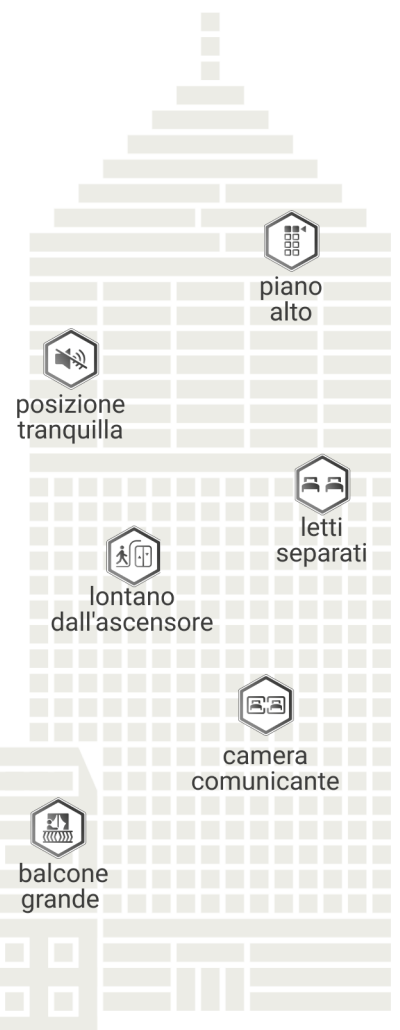 piano
alto
posizione
tranquilla
letti
separati
lontano
dall'ascensore
camera
comunicante
balcone
grande